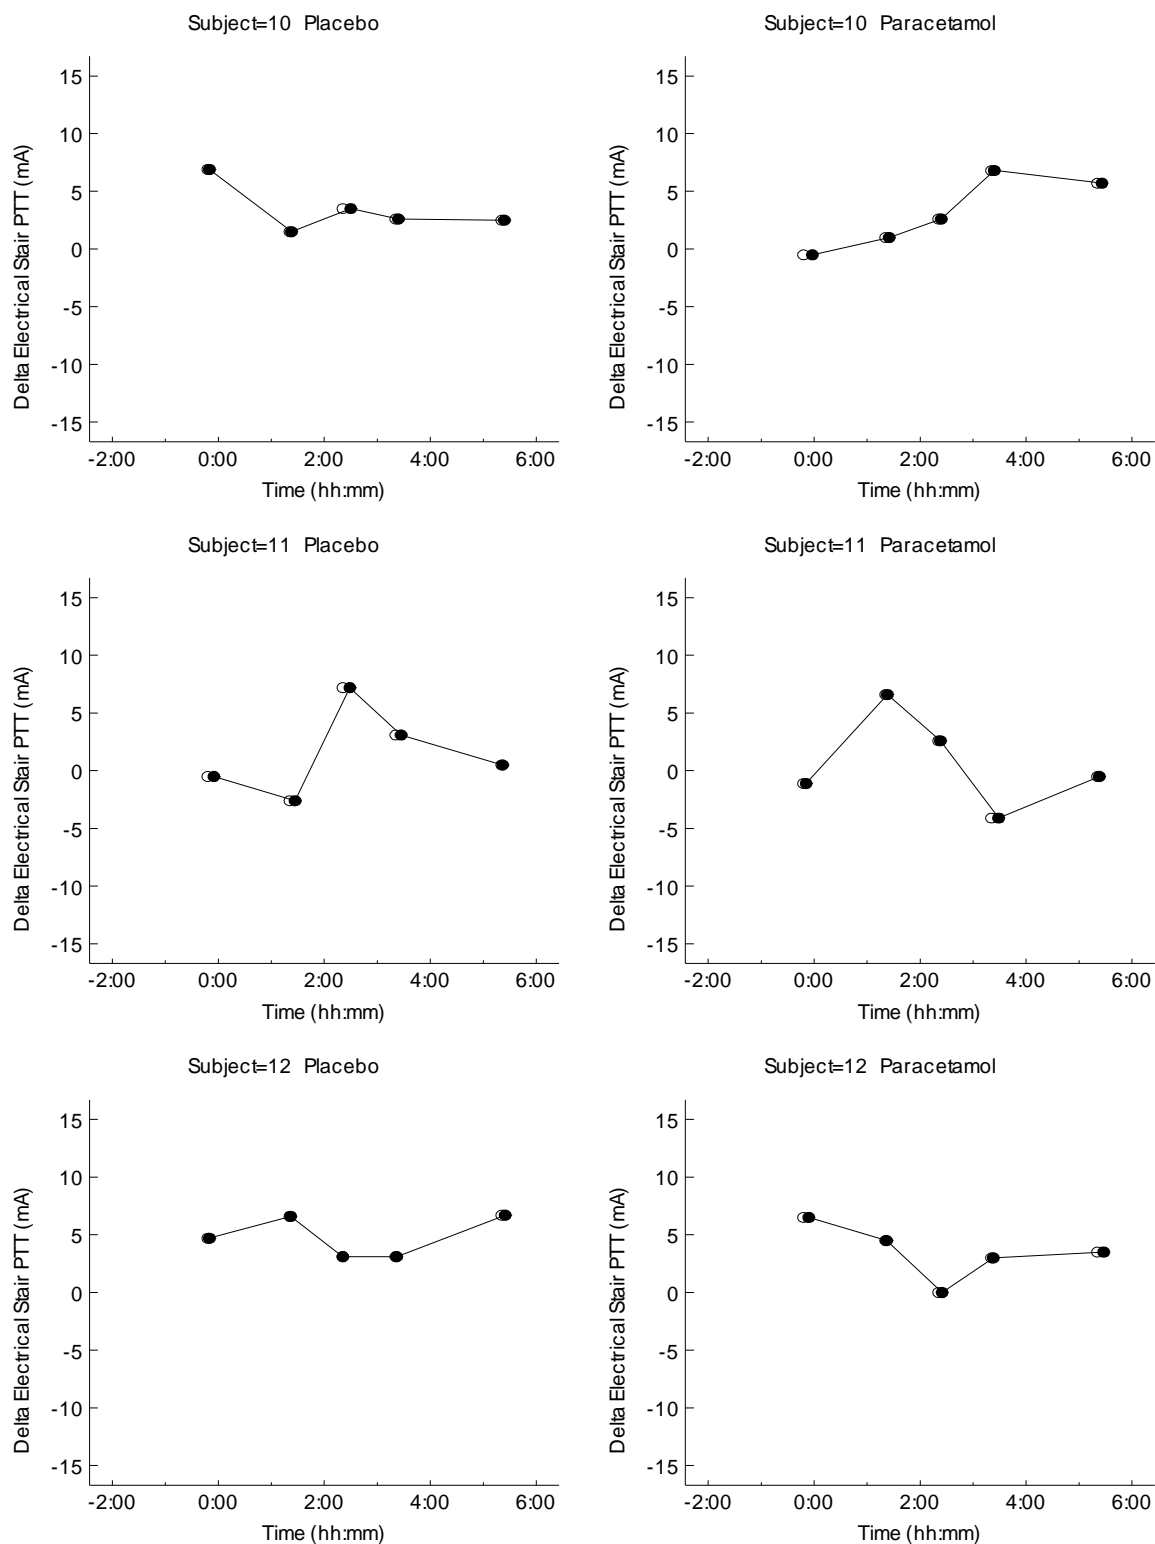 Subject=10 Placebo
Delta Electrical Stair PTT (mA)
15
10
5
0
-5
-10
-15
-2:00 0:00 2:00 4:00 6:00
Time (hh:mm)
Subject=10 Paracetamol
Delta Electrical Stair PTT (mA)
15
10
5
0
-5
-10
-15
-2:00 0:00 2:00 4:00 6:00
Time (hh:mm)
Subject=11 Placebo
Delta Electrical Stair PTT (mA)
15
10
5
0
-5
-10
-15
-2:00 0:00 2:00 4:00 6:00
Time (hh:mm)
Subject=11 Paracetamol
Delta Electrical Stair PTT (mA)
15
10
5
0
-5
-10
-15
-2:00 0:00 2:00 4:00 6:00
Time (hh:mm)
Subject=12 Placebo
Delta Electrical Stair PTT (mA)
15
10
5
0
-5
-10
-15
-2:00 0:00 2:00 4:00 6:00
Time (hh:mm)
Subject=12 Paracetamol
Delta Electrical Stair PTT (mA)
15
10
5
0
-5
-10
-15
-2:00 0:00 2:00 4:00 6:00
Time (hh:mm)